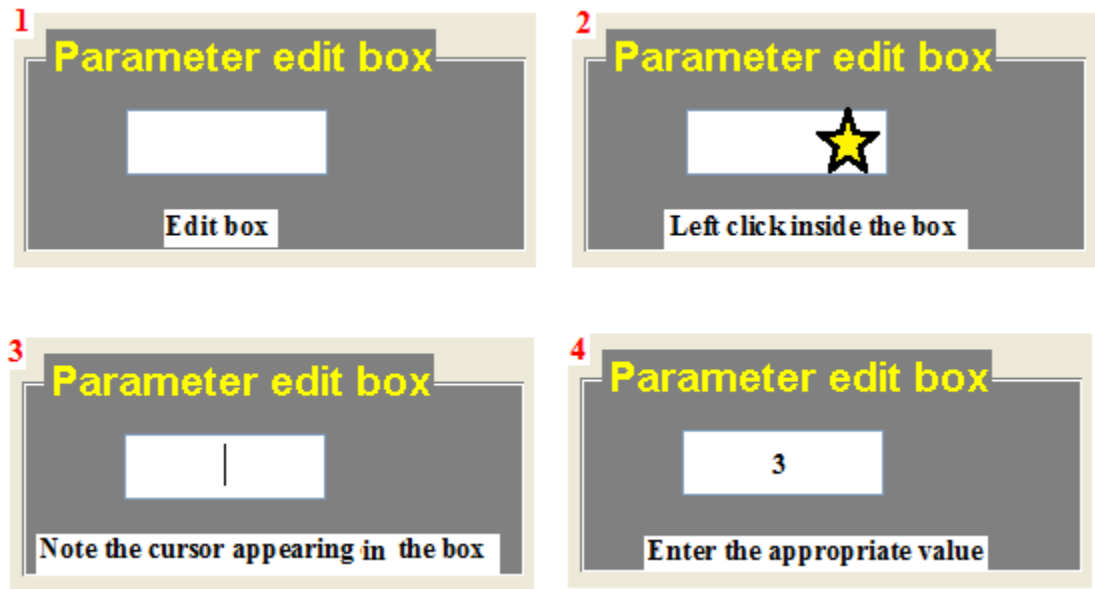 1
Parameter edit box
Edit box
2
Parameter edit box
Left click inside the box
3
Parameter edit box
Note the cursor appearing in the box
4
Parameter edit box
3
Enter the appropriate value